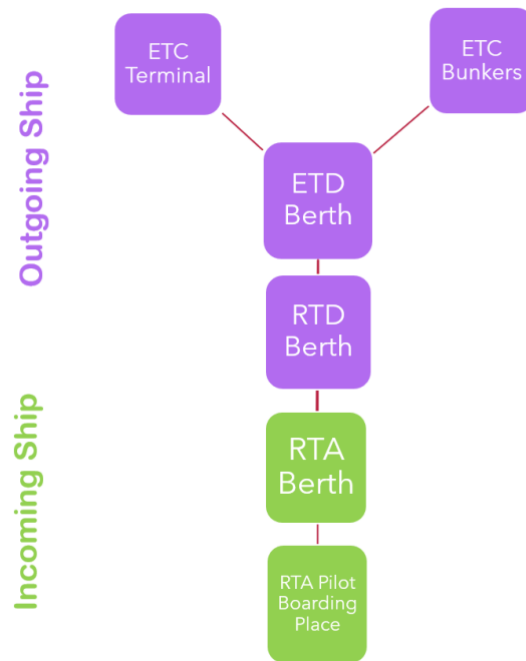 Outgoing Ship
ETC
Terminal
ETC
Bunkers
ETD
Berth
RTD
Berth
Incoming Ship
RTA
Berth
RTA Pilot
Boarding
Place